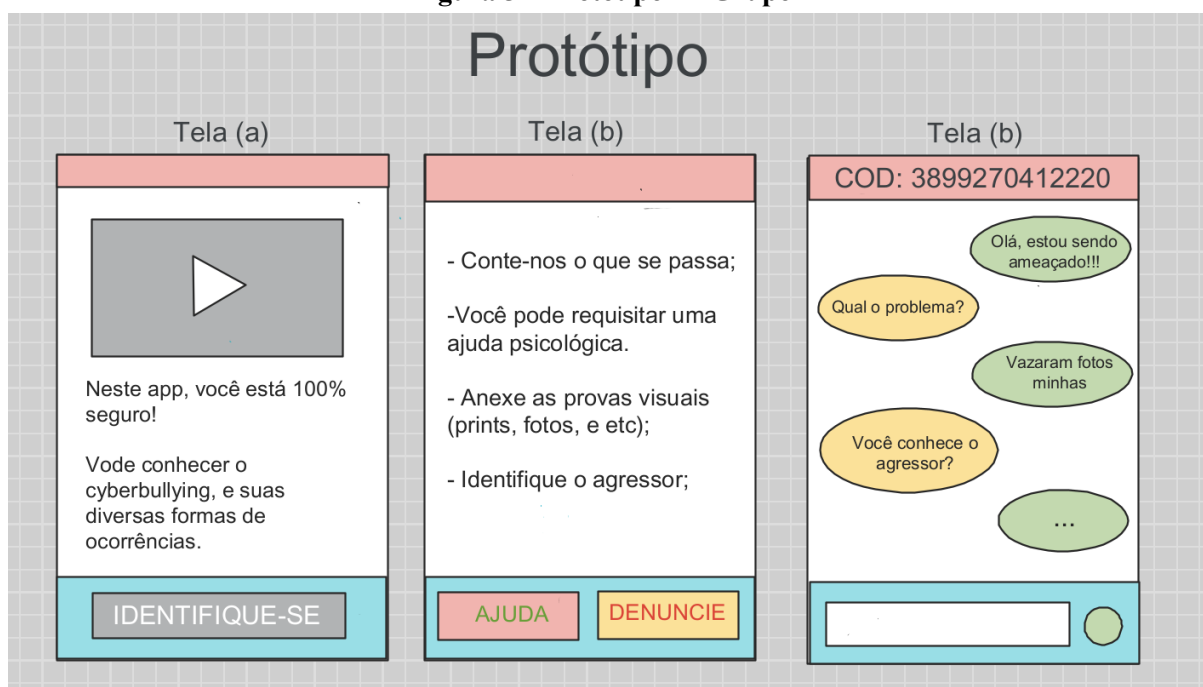 Protótipo
Tela (a)
Neste app, você está 100%
seguro!
Vode conhecer o
cyberbullying, e suas
diversas formas de
ocorrências.
IDENTIFIQUE-SE
Tela (b)
- Conte-nos o que se passa;
-Você pode requisitar uma
ajuda psicológica.
- Anexe as provas visuais
(prints, fotos, e etc);
- Identifique o agressor;
AJUDA
DENUNCIE
Tela (b)
COD: 3899270412220
Olá, estou sendo
ameaçado!!!
Qual o problema?
Vazaram fotos
minhas
Você conhece o
agressor?
...